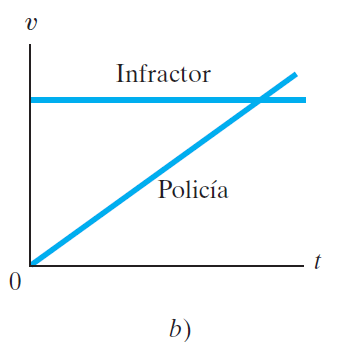 v
Infractor
Policía
t
0
b)